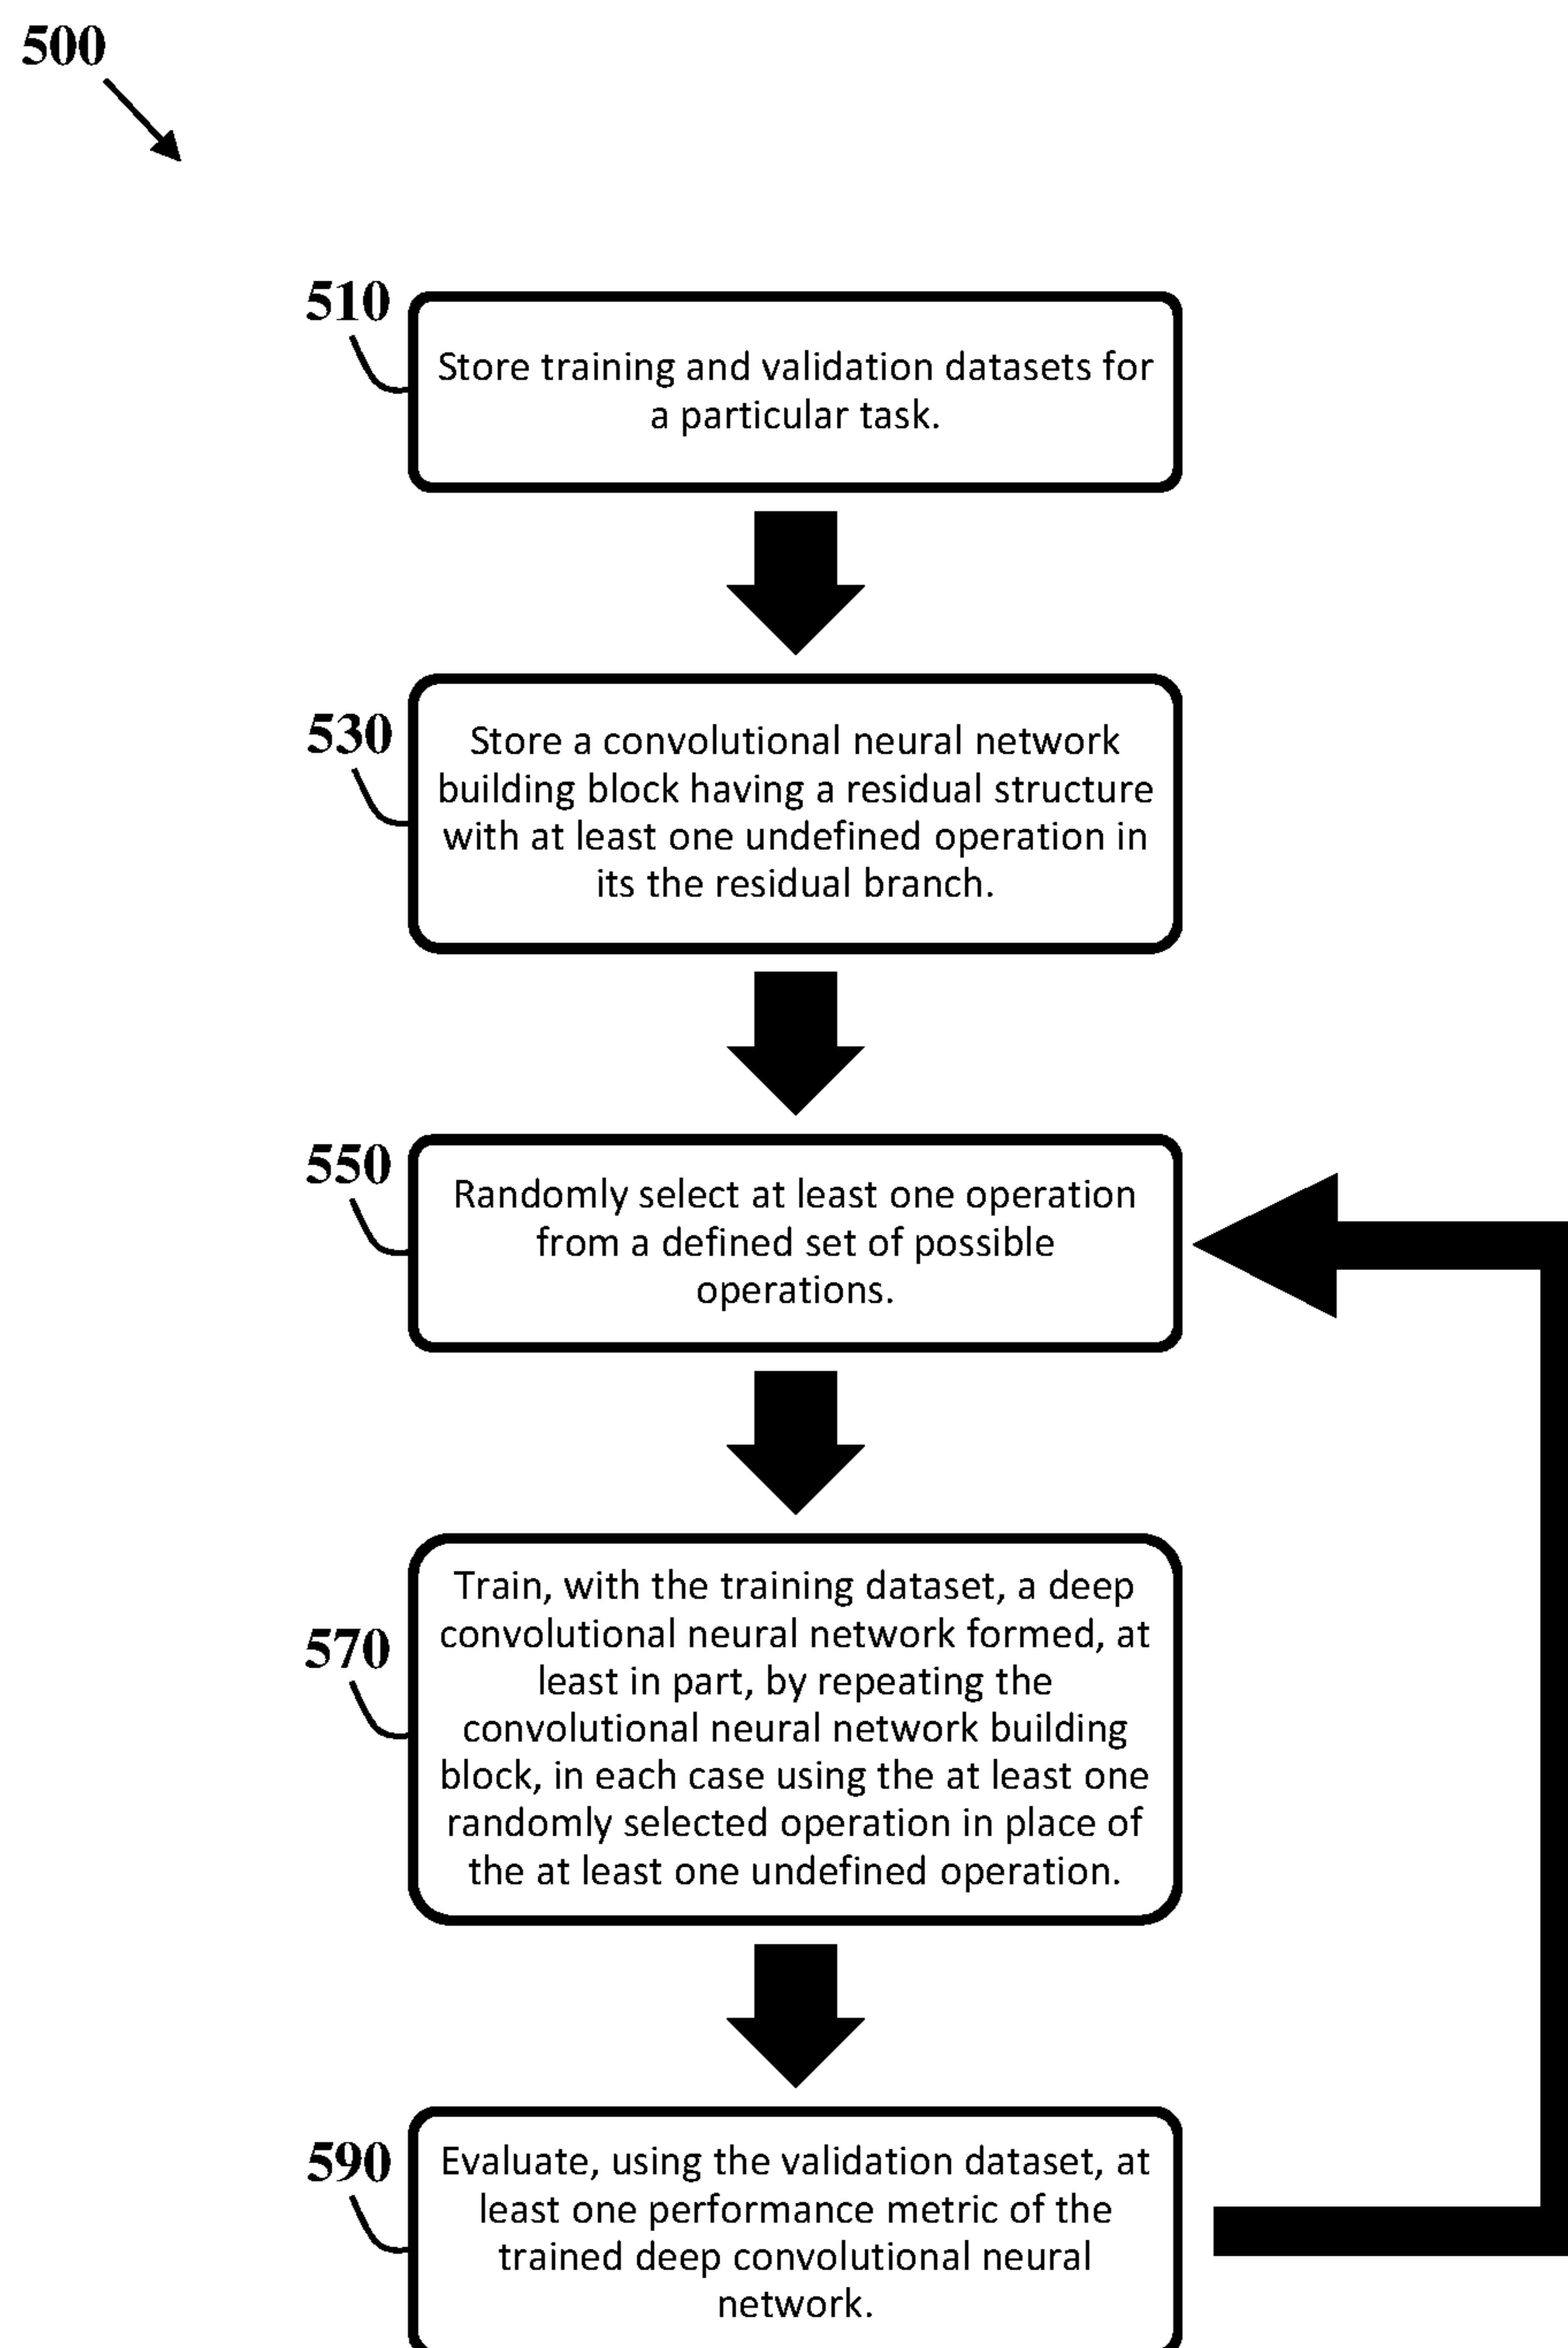 500
510
Store training and validation datasets for
a particular task.
530
Store a convolutional neural network
building block having a residual structure
with at least one undefined operation in
its the residual branch.
550
Randomly select at least one operation
from a defined set of possible
operations.
570
Train, with the training dataset, a deep
convolutional neural network formed, at
least in part, by repeating the
convolutional neural network building
block, in each case using the at least one
randomly selected operation in place of
the at least one undefined operation.
590
Evaluate, using the validation dataset, at
least one performance metric of the
trained deep convolutional neural
network.